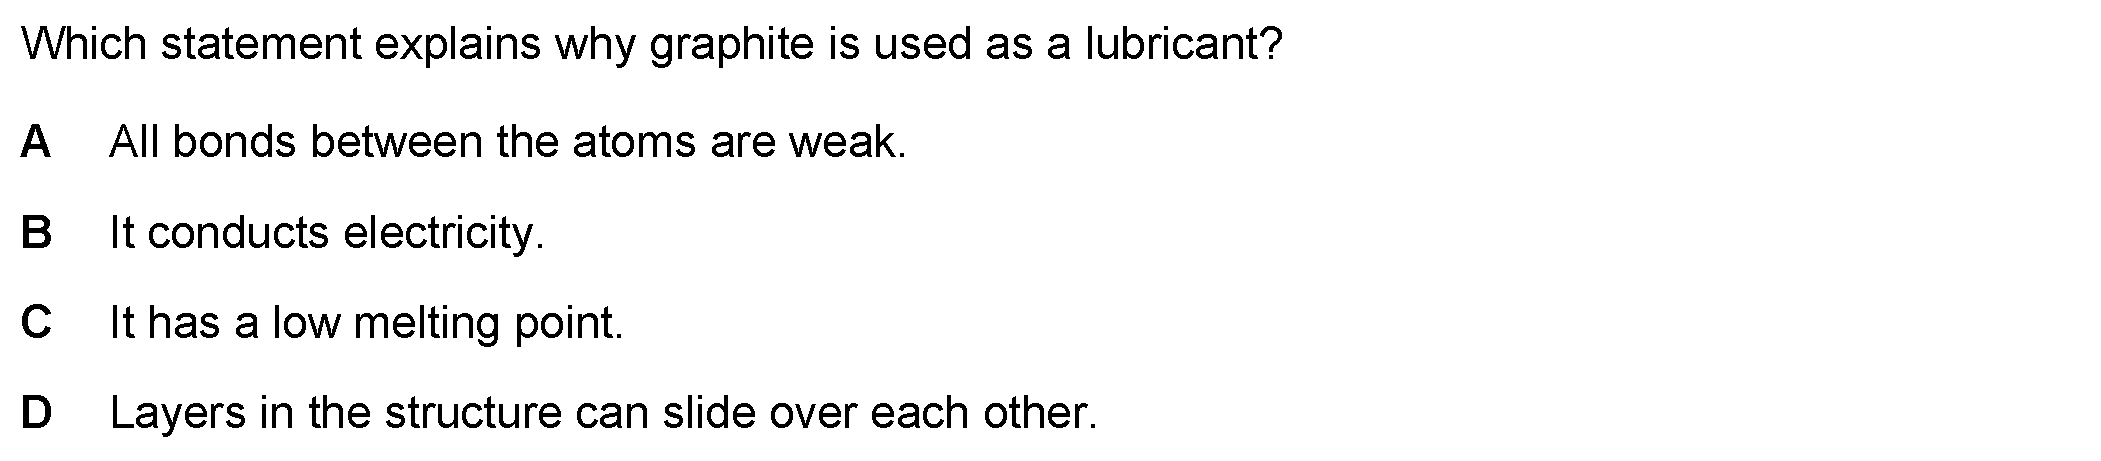 Which statement explains why graphite is used as a lubricant?
A All bonds between the atoms are weak.
B It conducts electricity.
C It has a low melting point.
D Layers in the structure can slide over each other.